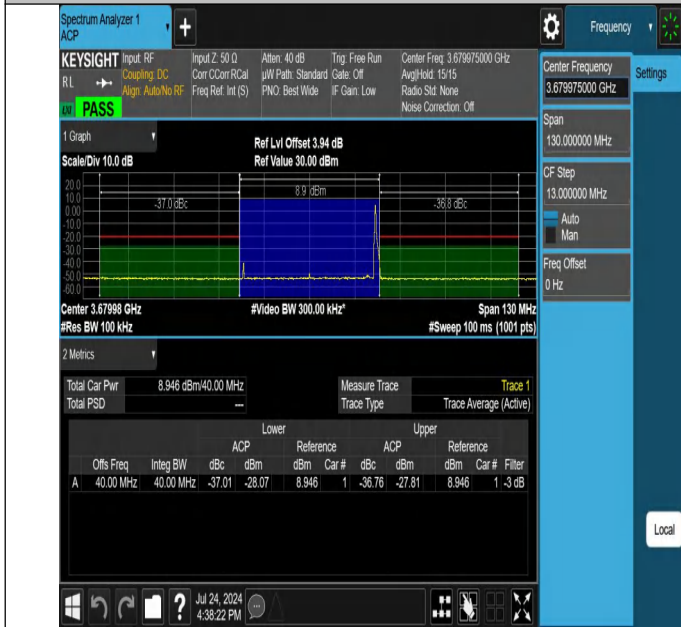 Spectrum Analyzer 1
ACP
+
Frequency
KEYSIGHT Input: RF Input Z: 50 Ω Atten: 40 dB Trig: Free Run Center Freq: 3.679975000 GHz
RL Coupling: DC Corr CCorr RCal µW Path: Standard Gate: Off Avg|Hold: 15/15
Align: Auto/No RF Freq Ref: Int (S) PNO: Best Wide IF Gain: Low Radio Std: None
LXI PASS Noise Correction: Off
Center Frequency
3.679975000 GHz
Settings
Span
130.000000 MHz
CF Step
13.000000 MHz
Auto
Man
Freq Offset
0 Hz
1 Graph
Ref Lvl Offset 3.94 dB
Scale/Div 10.0 dB Ref Value 30.00 dBm
20.0
10.0
0.00
-10.0
-20.0
-30.0
-40.0
-50.0
-60.0
-37.0 dBc
8.9 dBm
-36.8 dBc
Center 3.67998 GHz #Video BW 300.00 kHz* Span 130 MHz
#Res BW 100 kHz #Sweep 100 ms (1001 pts)
2 Metrics
Total Car Pwr 8.946 dBm/40.00 MHz Measure Trace Trace 1
Total PSD --- Trace Type Trace Average (Active)
Lower Upper
ACP Reference ACP Reference
Offs Freq Integ BW dBc dBm dBm Car # dBc dBm dBm Car # Filter
A 40.00 MHz 40.00 MHz -37.01 -28.07 8.946 1 -36.76 -27.81 8.946 1 -3 dB
Local
? Jul 24, 2024
4:38:22 PM